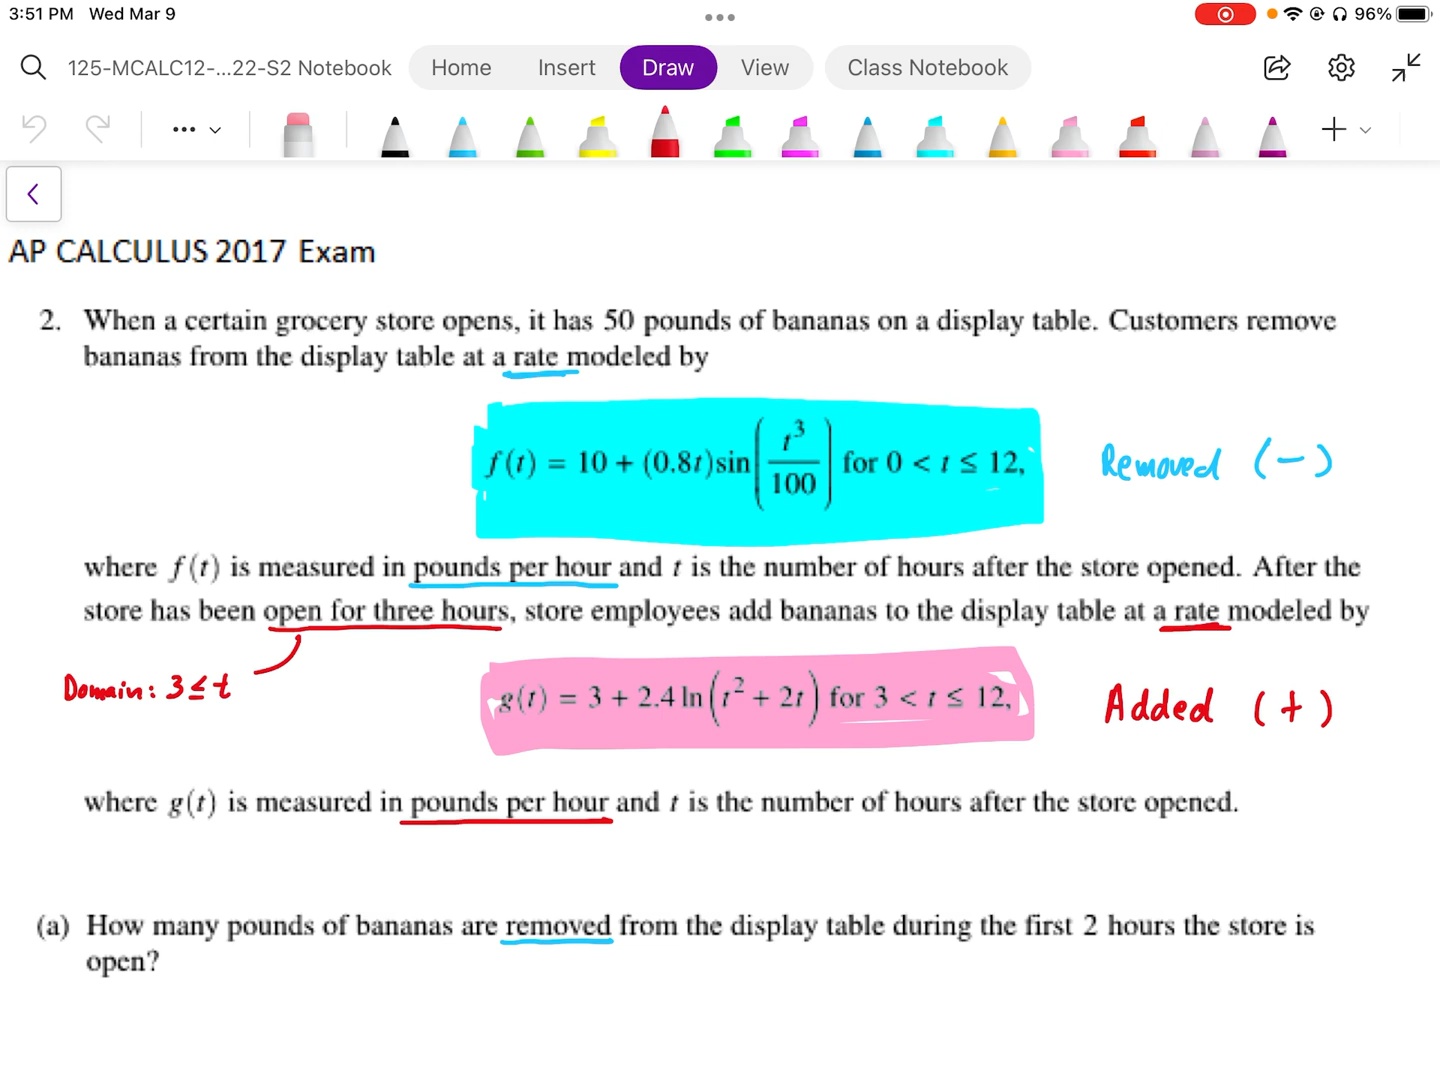 3:51 PM Wed Mar 9
96%
125-MCALC12-...22-S2 Notebook Home Insert Draw View Class Notebook
AP CALCULUS 2017 Exam
2. When a certain grocery store opens, it has 50 pounds of bananas on a display table. Customers remove
bananas from the display table at a rate modeled by
f(t) = 10 + (0.8t)sin(t³/100) for 0 < t ≤ 12,
Removed (-)
where f(t) is measured in pounds per hour and t is the number of hours after the store opened. After the
store has been open for three hours, store employees add bananas to the display table at a rate modeled by
Domain: 3≤t
g(t) = 3 + 2.4 ln(t² + 2t) for 3 < t ≤ 12,
Added (+)
where g(t) is measured in pounds per hour and t is the number of hours after the store opened.
(a) How many pounds of bananas are removed from the display table during the first 2 hours the store is
open?